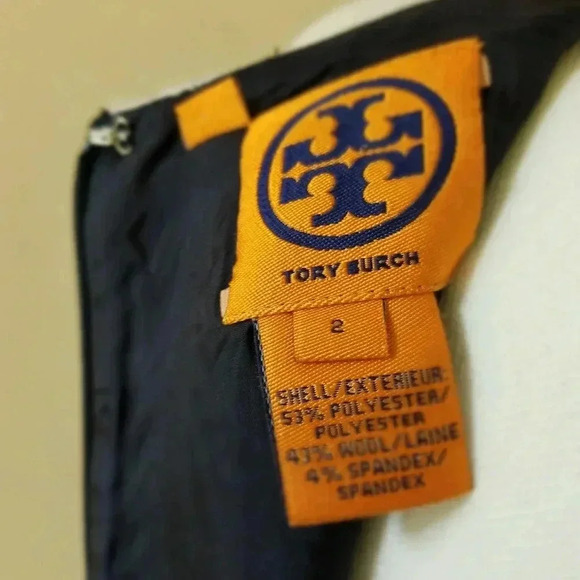 TORY BURCH
2
SHELL/EXTERIEUR:
53% POLYESTER/
POLYESTER
43% WOOL/LAINE
4% SPANDEX/
SPANDEX